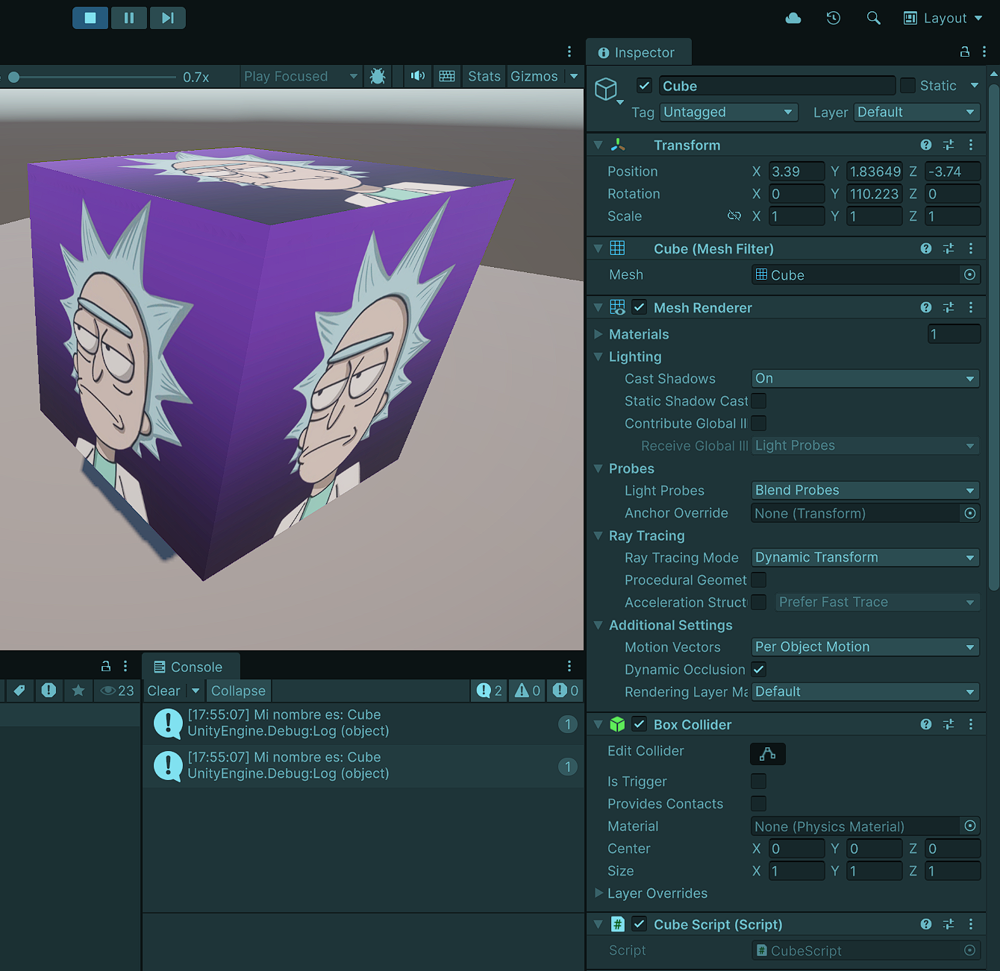 Layout
Inspector
0.7x Play Focused Stats Gizmos
Cube Static
Tag Untagged Layer Default
Transform
Position X 3.39 Y 1.83649 Z -3.74
Rotation X 0 Y 110.223 Z 0
Scale X 1 Y 1 Z 1
Cube (Mesh Filter)
Mesh Cube
Mesh Renderer
Materials 1
Lighting
Cast Shadows On
Static Shadow Cast
Contribute Global Il
Receive Global Ill Light Probes
Probes
Light Probes Blend Probes
Anchor Override None (Transform)
Ray Tracing
Ray Tracing Mode Dynamic Transform
Procedural Geomet
Acceleration Struct Prefer Fast Trace
Additional Settings
Motion Vectors Per Object Motion
Dynamic Occlusion
Rendering Layer Ma Default
Box Collider
Edit Collider
Is Trigger
Provides Contacts
Material None (Physics Material)
Center X 0 Y 0 Z 0
Size X 1 Y 1 Z 1
Layer Overrides
Cube Script (Script)
Script CubeScript
Console
23 Clear Collapse 2 0 0
[17:55:07] Mi nombre es: Cube
UnityEngine.Debug:Log (object) 1
[17:55:07] Mi nombre es: Cube
UnityEngine.Debug:Log (object) 1